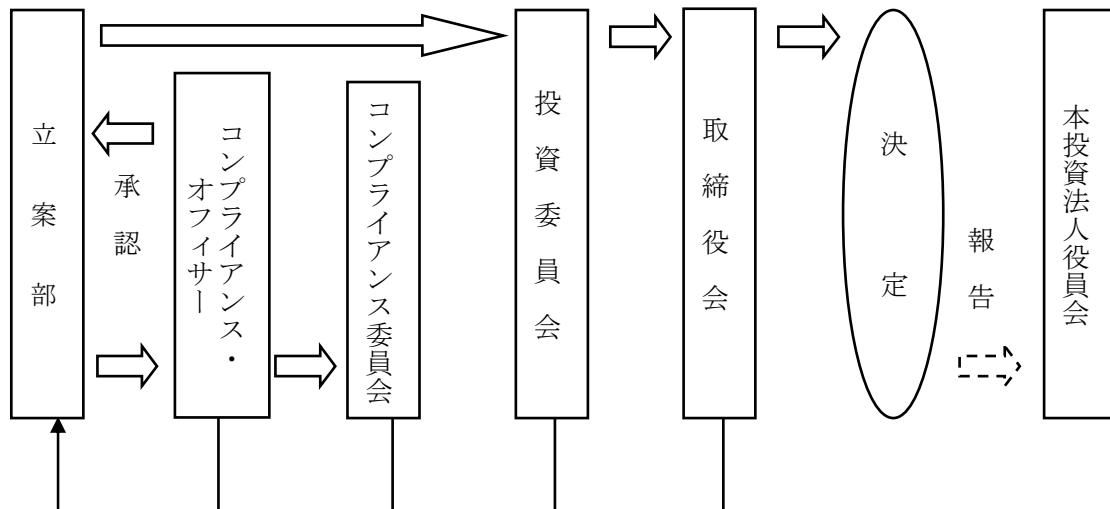 立案部
承認
コンプライアンス・
オフィサー
コンプライアンス委員会
投資委員会
取締役会
決定
報告
本投資法人役員会